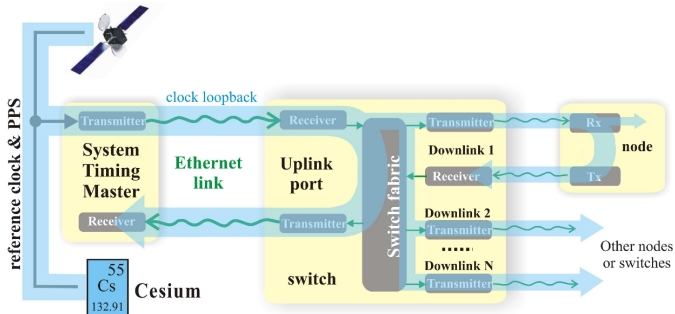 reference clock & PPS
clock loopback
Transmitter
System
Timing
Master
Receiver
Ethernet
link
Receiver
Uplink
port
Transmitter
switch
Switch fabric
Transmitter
Downlink 1
Receiver
Downlink 2
Transmitter
.....
Downlink N
Transmitter
Rx
node
Tx
Other nodes
or switches
55
Cs
132.91
Cesium